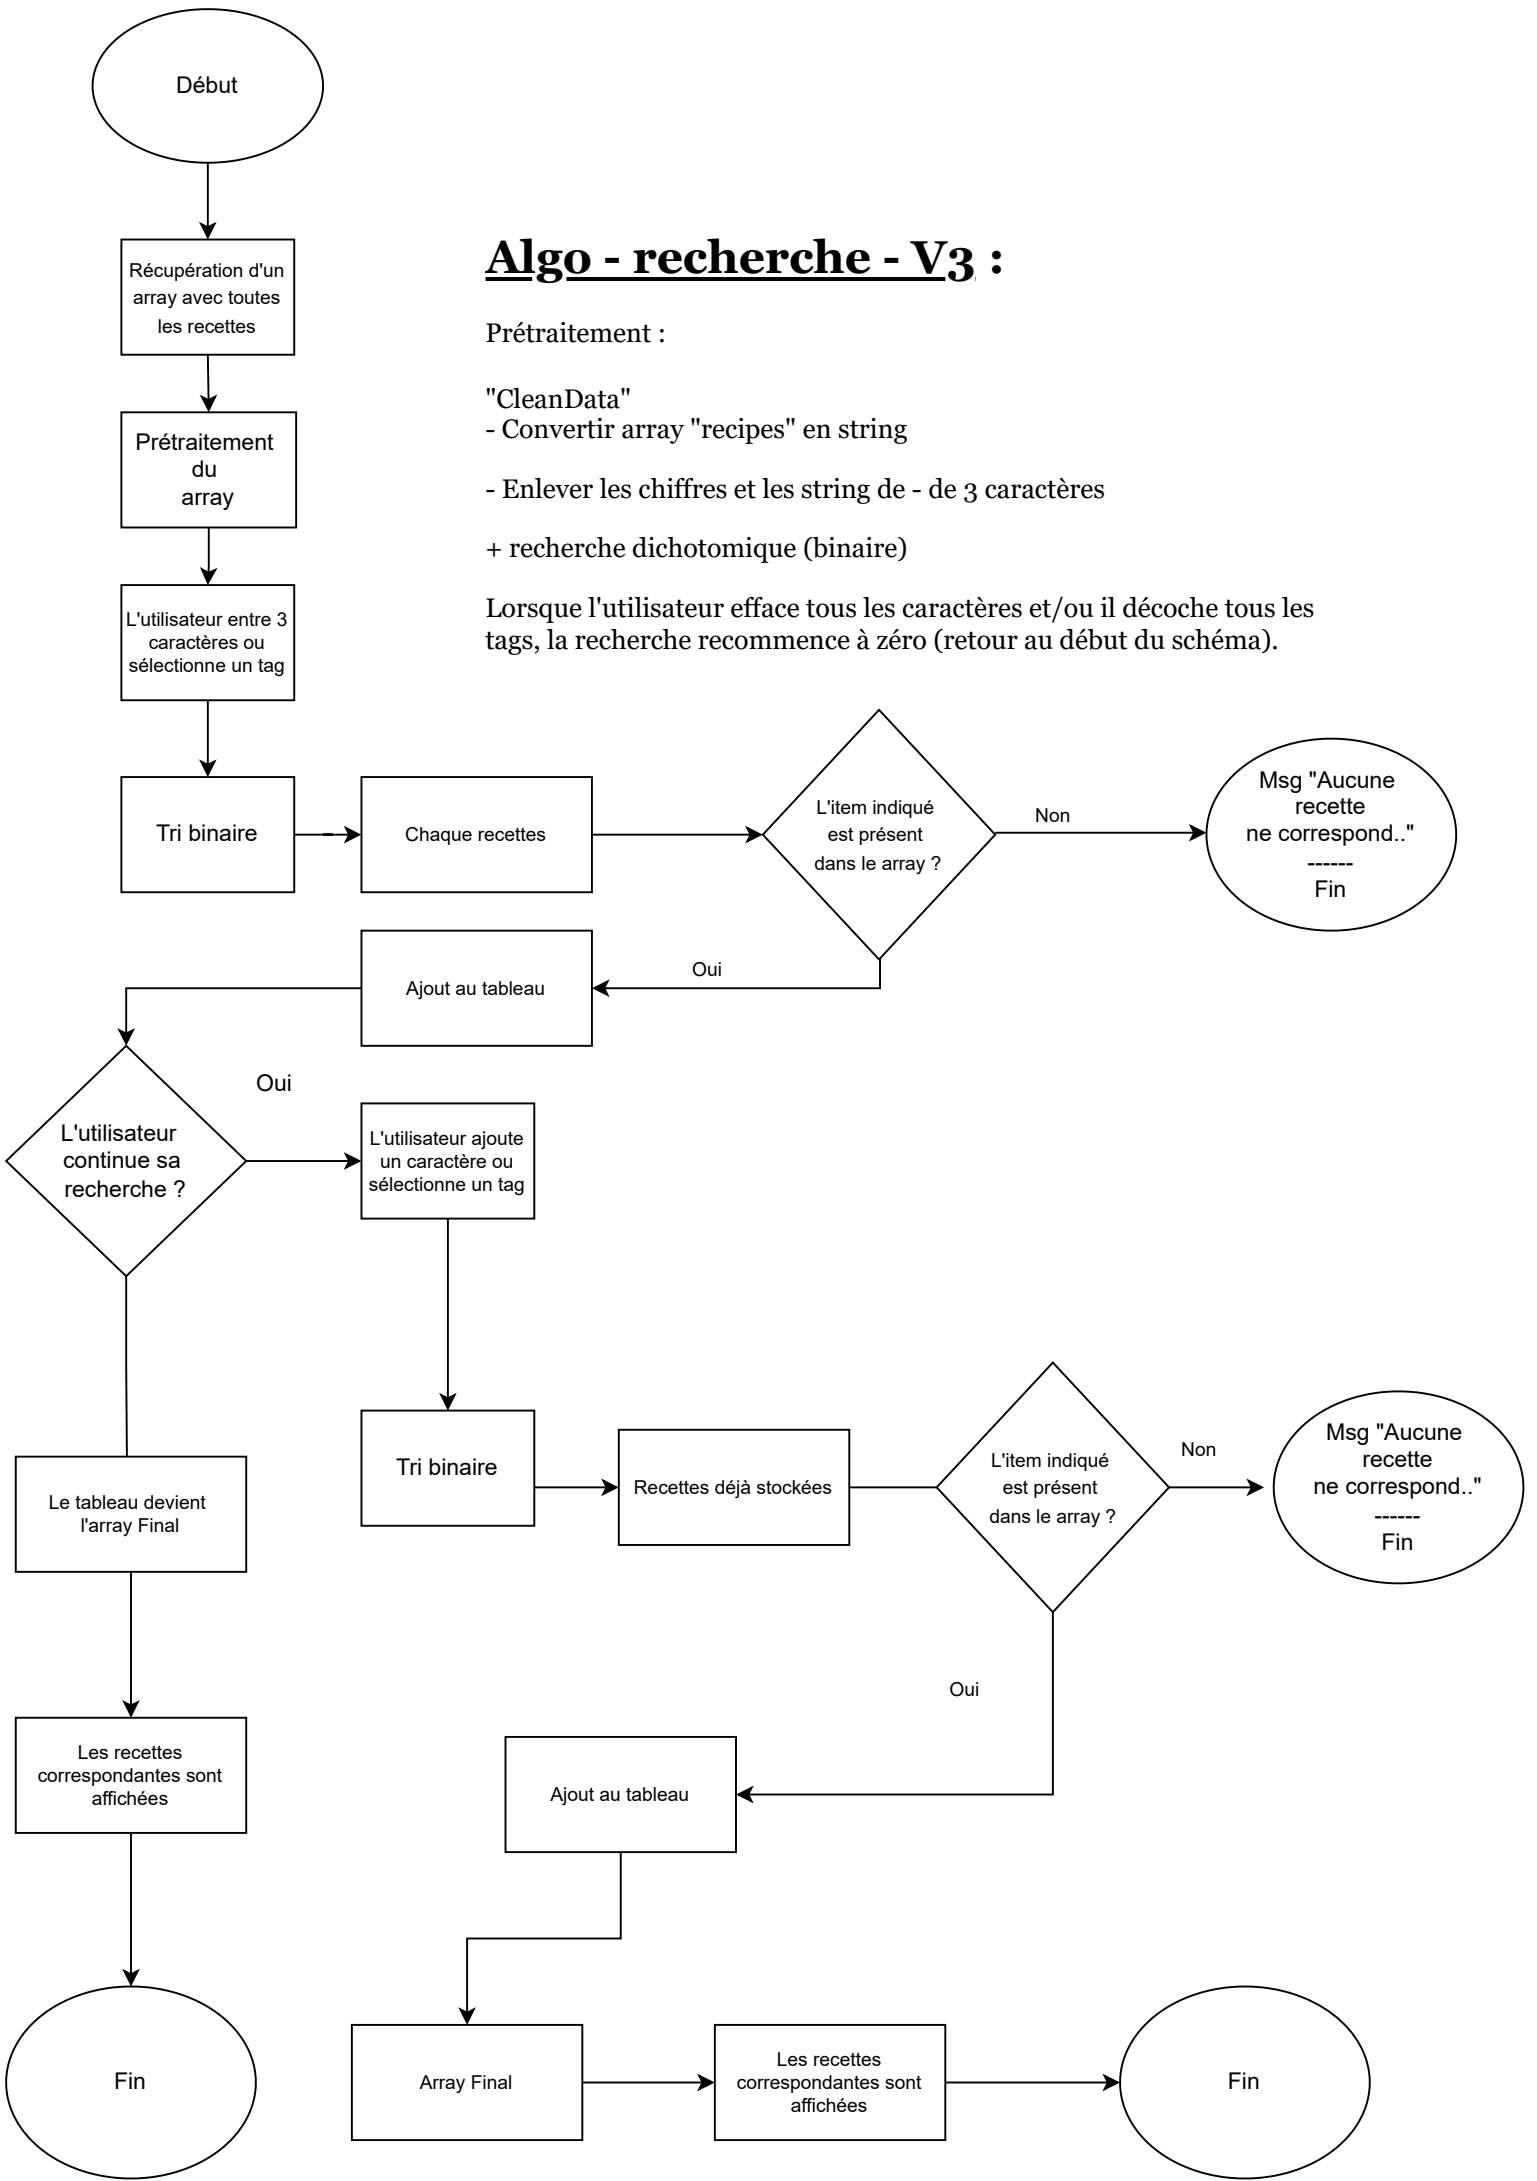 Début
Récupération d'un
array avec toutes
les recettes
Algo - recherche - V3 :
Prétraitement :
"CleanData"
- Convertir array "recipes" en string
- Enlever les chiffres et les string de - de 3 caractères
+ recherche dichotomique (binaire)
Lorsque l'utilisateur efface tous les caractères et/ou il décoche tous les
tags, la recherche recommence à zéro (retour au début du schéma).
Prétraitement
du
array
L'utilisateur entre 3
caractères ou
sélectionne un tag
Tri binaire
Chaque recettes
L'item indiqué
est présent
dans le array ?
Non
Msg "Aucune
recette
ne correspond.."
------
Fin
Oui
Ajout au tableau
L'utilisateur
continue sa
recherche ?
Oui
L'utilisateur ajoute
un caractère ou
sélectionne un tag
Tri binaire
Recettes déjà stockées
L'item indiqué
est présent
dans le array ?
Non
Msg "Aucune
recette
ne correspond.."
------
Fin
Le tableau devient
l'array Final
Oui
Les recettes
correspondantes sont
affichées
Ajout au tableau
Fin
Array Final
Les recettes
correspondantes sont
affichées
Fin